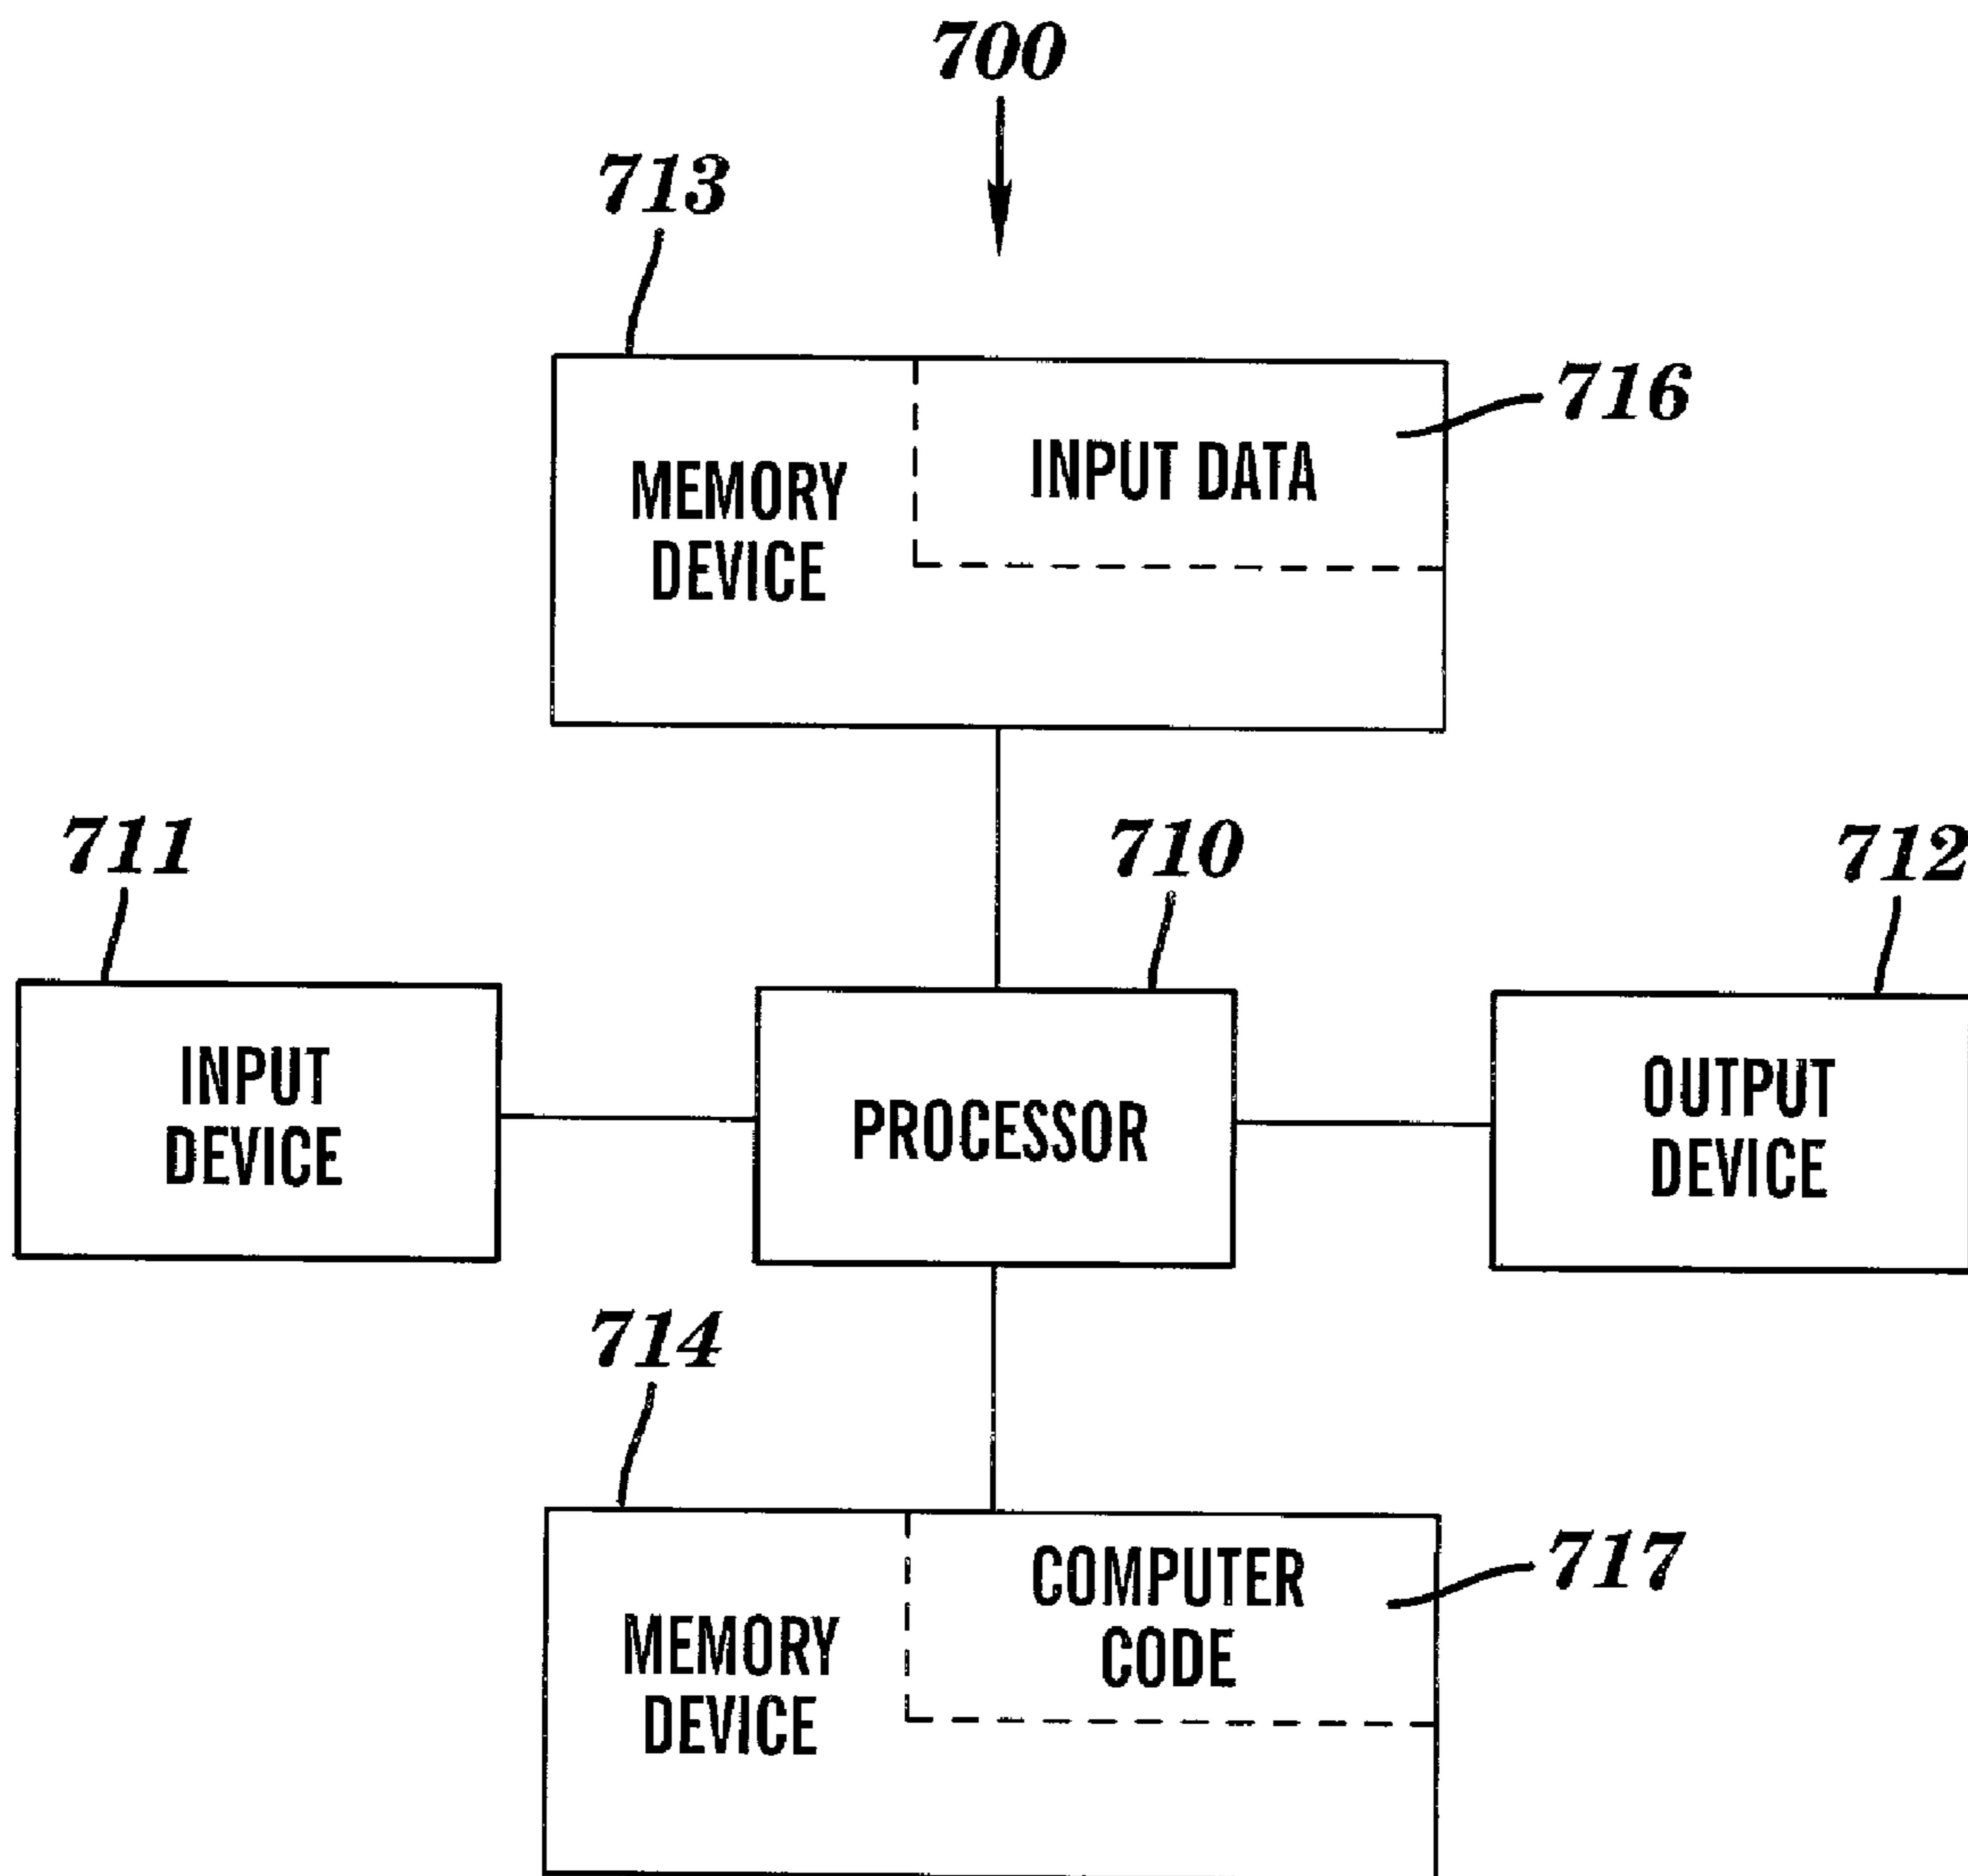 700
713
716
MEMORY
DEVICE
INPUT DATA
711
710
712
INPUT
DEVICE
PROCESSOR
OUTPUT
DEVICE
714
717
MEMORY
DEVICE
COMPUTER
CODE